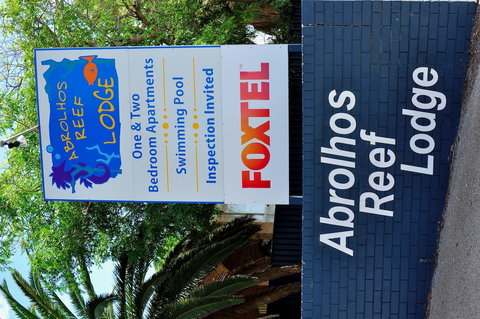 ABROLHOS
REEF
LODGE
One & Two
Bedroom Apartments
Swimming Pool
Inspection Invited
FOXTEL
Abrolhos
Reef
Lodge